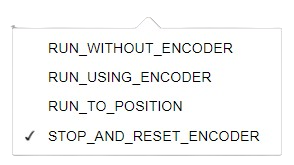 RUN_WITHOUT_ENCODER
RUN_USING_ENCODER
RUN_TO_POSITION
✓ STOP_AND_RESET_ENCODER